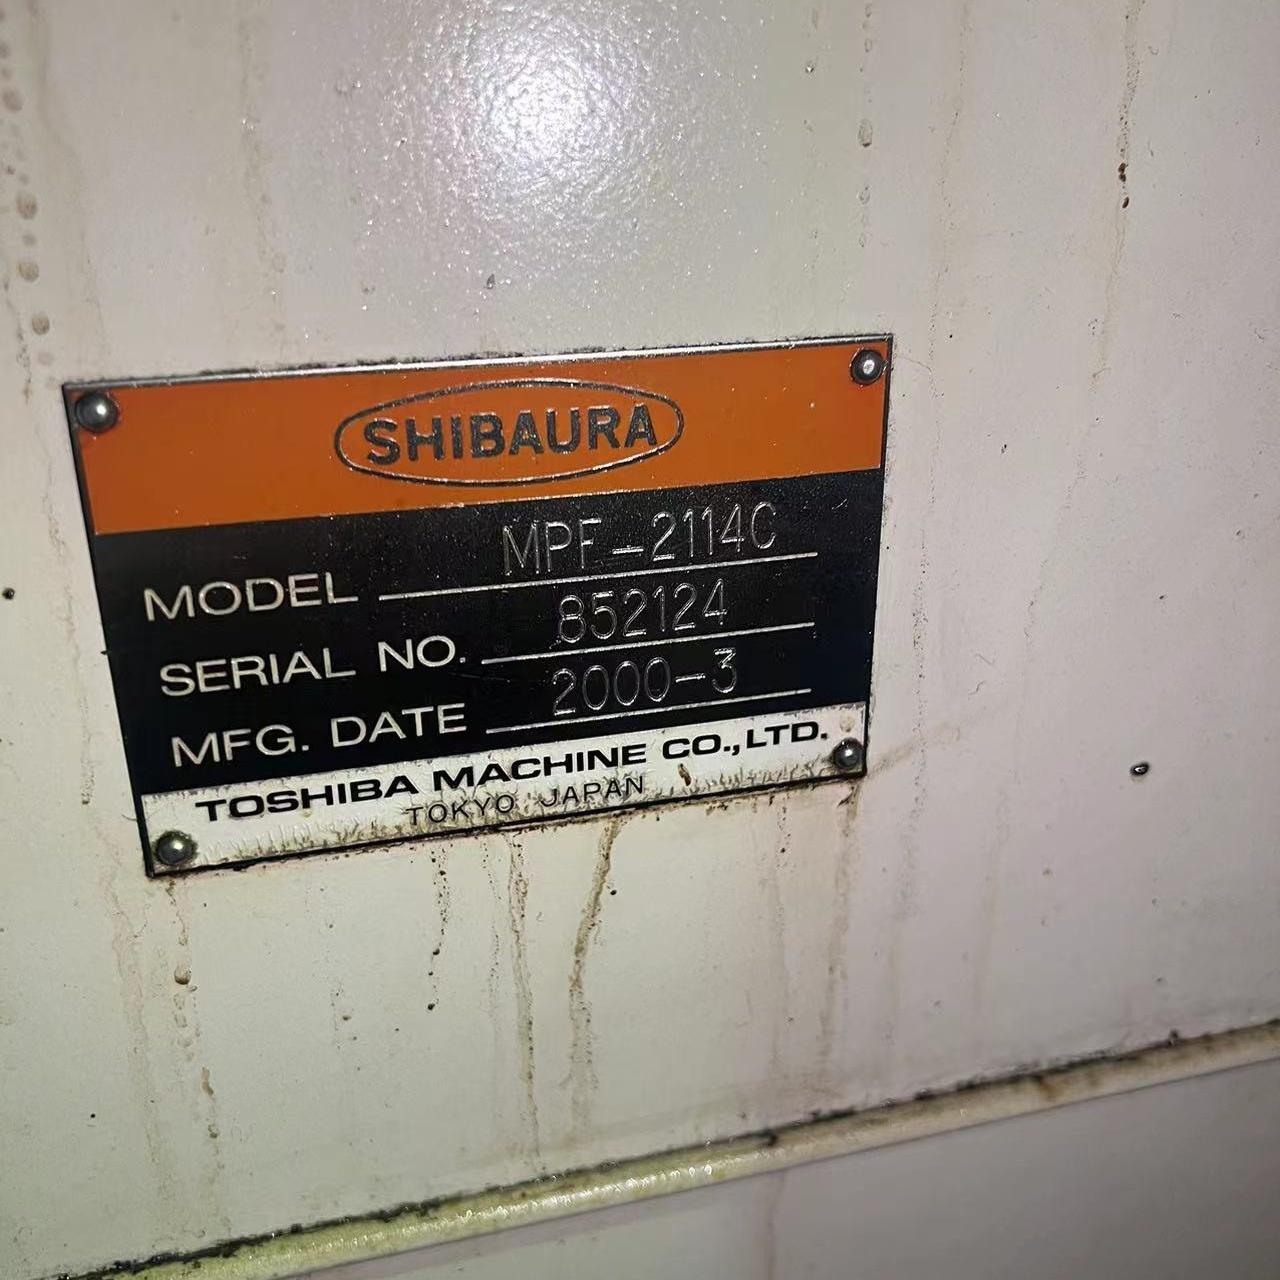 SHIBAURA
MODEL MPF-2114C
SERIAL NO. 852124
MFG. DATE 2000-3
TOSHIBA MACHINE CO.,LTD.
TOKYO JAPAN